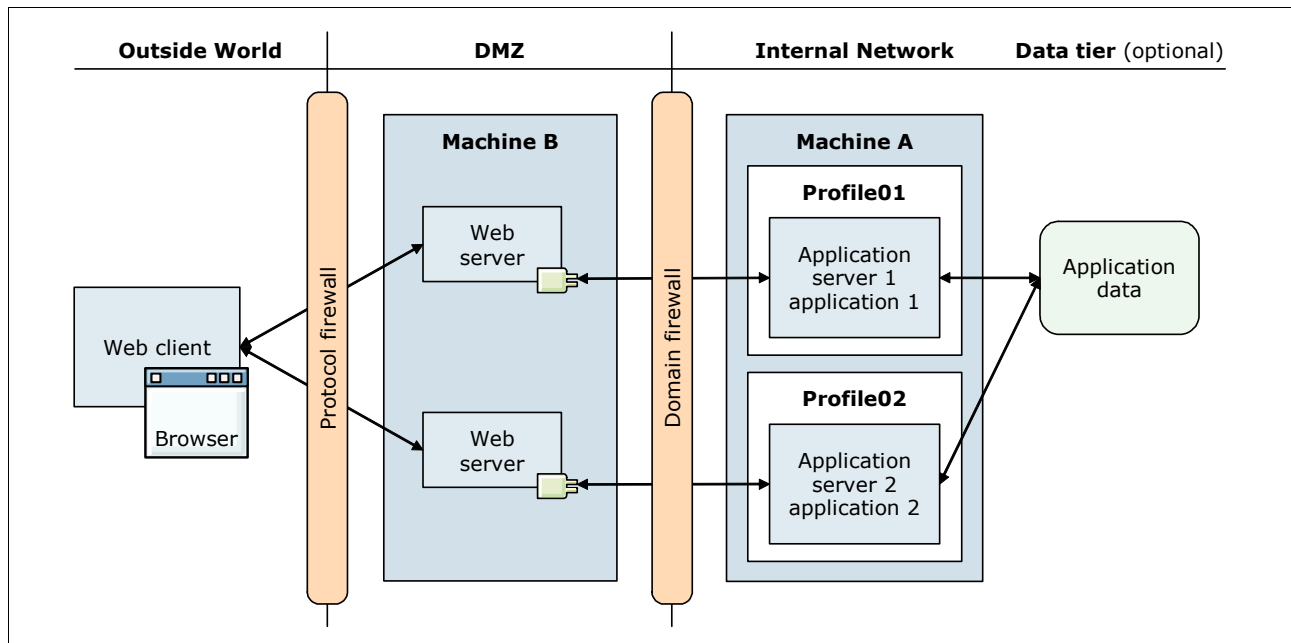 Outside World
DMZ
Internal Network
Data tier (optional)
Protocol firewall
Domain firewall
Machine B
Machine A
Profile01
Web
server
Application
server 1
application 1
Application
data
Web client
Browser
Profile02
Web
server
Application
server 2
application 2